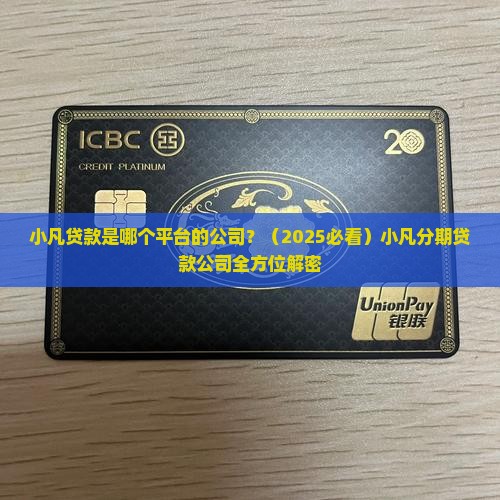 ICBC
20
CREDIT PLATINUM
小凡贷款是哪个平台的公司？（2025必看）小凡分期贷
款公司全方位解密
UnionPay
银联